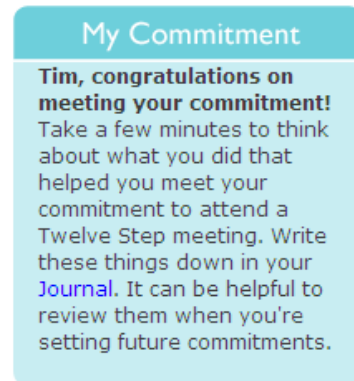 My Commitment
Tim, congratulations on
meeting your commitment!
Take a few minutes to think
about what you did that
helped you meet your
commitment to attend a
Twelve Step meeting. Write
these things down in your
Journal. It can be helpful to
review them when you're
setting future commitments.